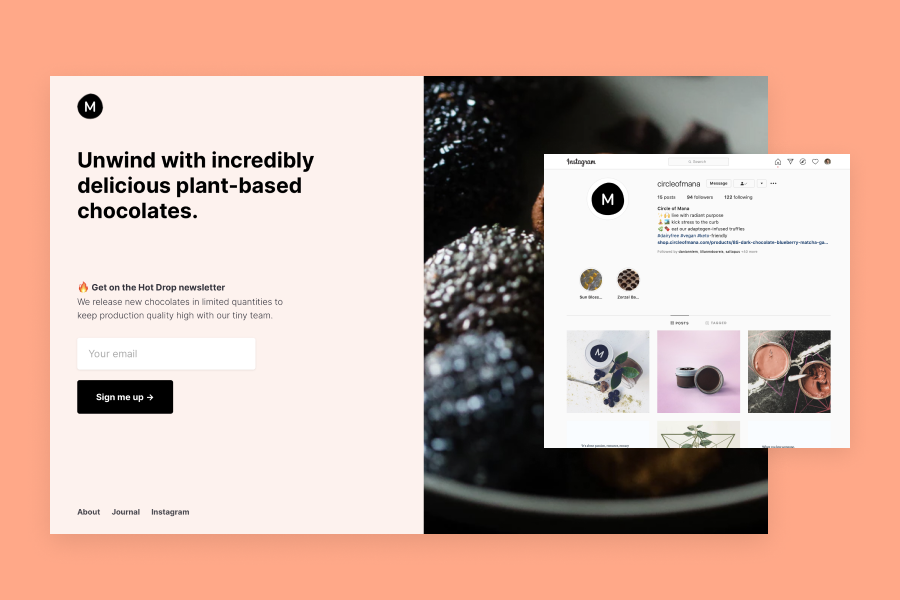 M
Unwind with incredibly
delicious plant-based
chocolates.
🔥 Get on the Hot Drop newsletter
We release new chocolates in limited quantities to
keep production quality high with our tiny team.
Your email
Sign me up →
About Journal Instagram
Instagram
Search
M
circleofmana Message
15 posts 94 followers 122 following
Circle of Mana
✨🙌 live with radiant purpose
kick stress to the curb
eat our adaptogen-infused truffles
#dairyfree #vegan #keto-friendly
shop.circleofmana.com/products/85-dark-chocolate-blueberry-matcha-ga...
Followed by
Sun Bloss... Zorzal Be...
POSTS TAGGED
M